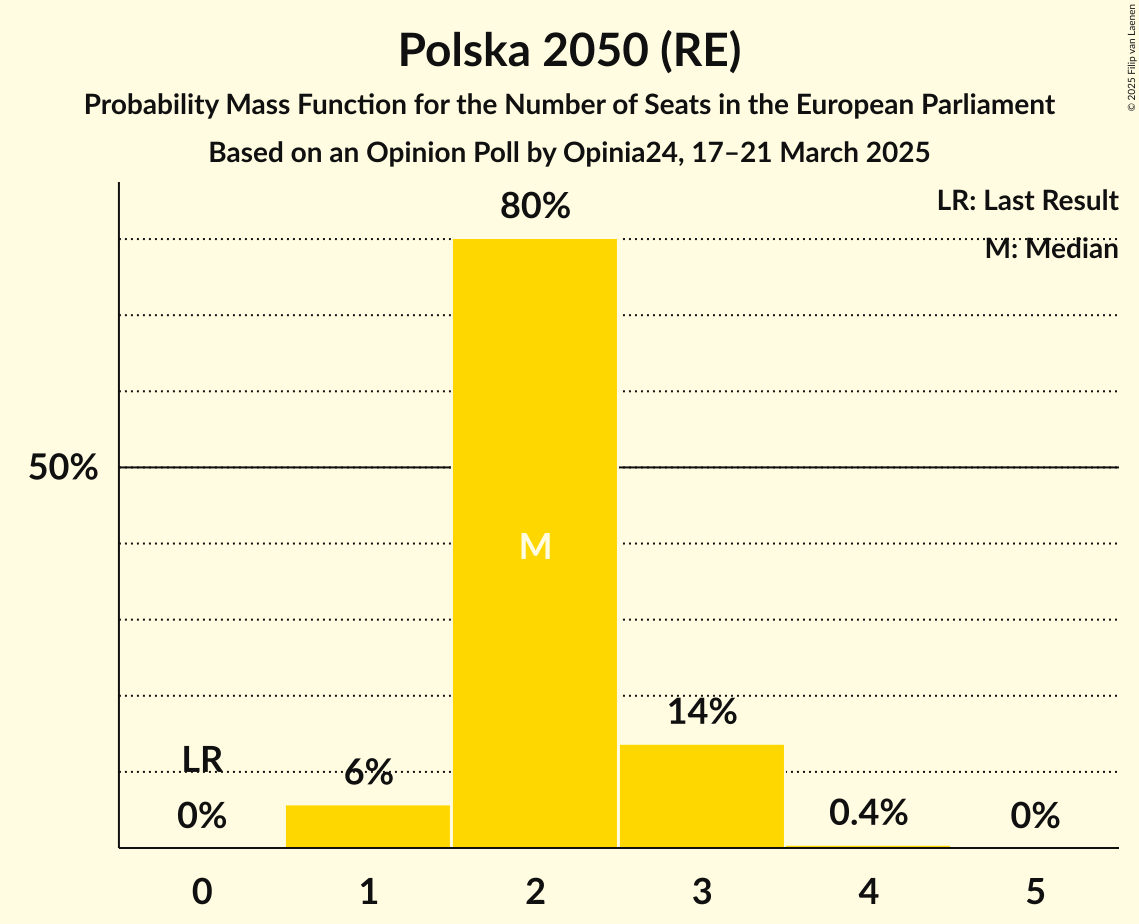 Polska 2050 (RE)
Probability Mass Function for the Number of Seats in the European Parliament
Based on an Opinion Poll by Opinia24, 17–21 March 2025
© 2025 Filip van Laenen
LR: Last Result
M: Median
80%
50%
M
14%
LR
6%
0%
0.4%
0%
0 1 2 3 4 5